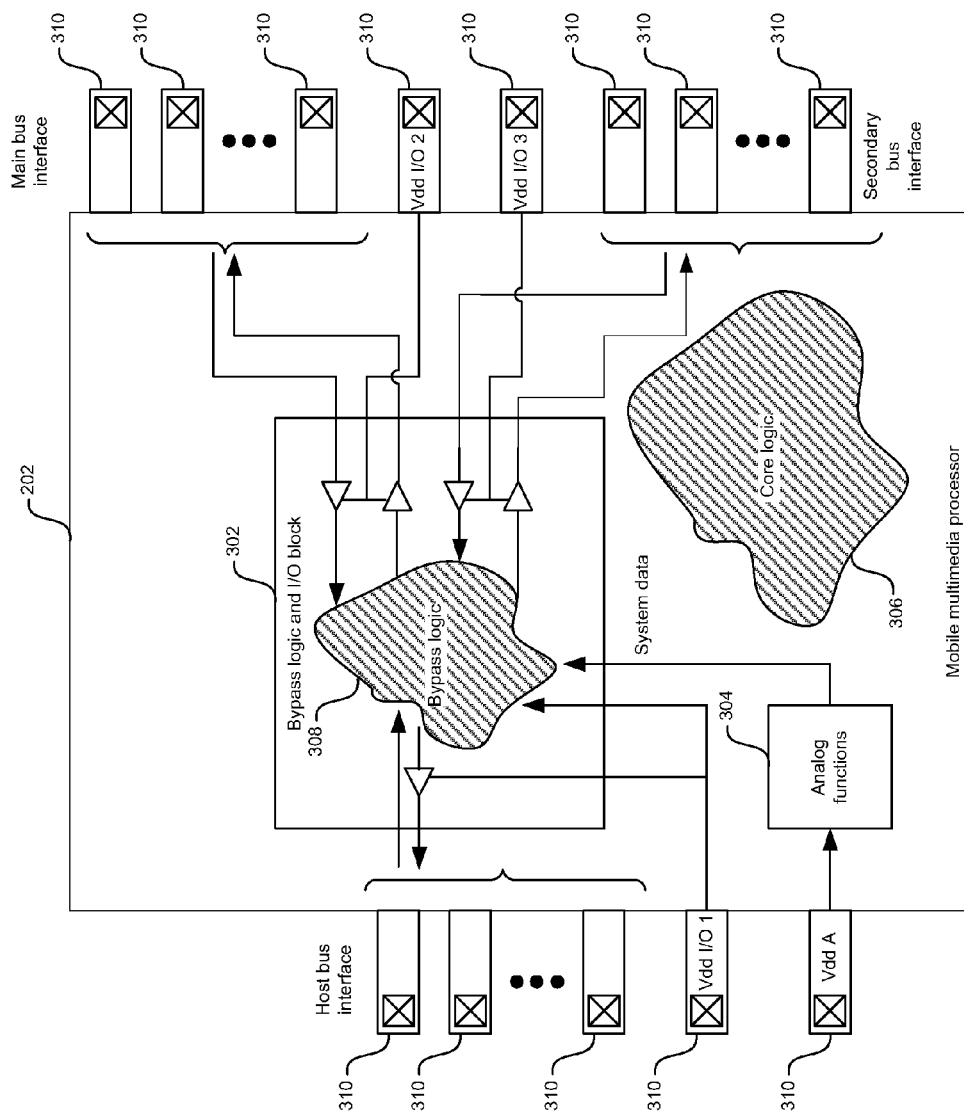 202
Host bus
interface
310
310
310
310
310
Vdd I/O 1
Vdd A
302
Bypass logic and I/O block
308
Bypass logic
System data
304
Analog
functions
Core logic
306
Mobile multimedia processor
Main bus
interface
310
310
310
310
310
310
310
310
Vdd I/O 2
Vdd I/O 3
Secondary
bus
interface